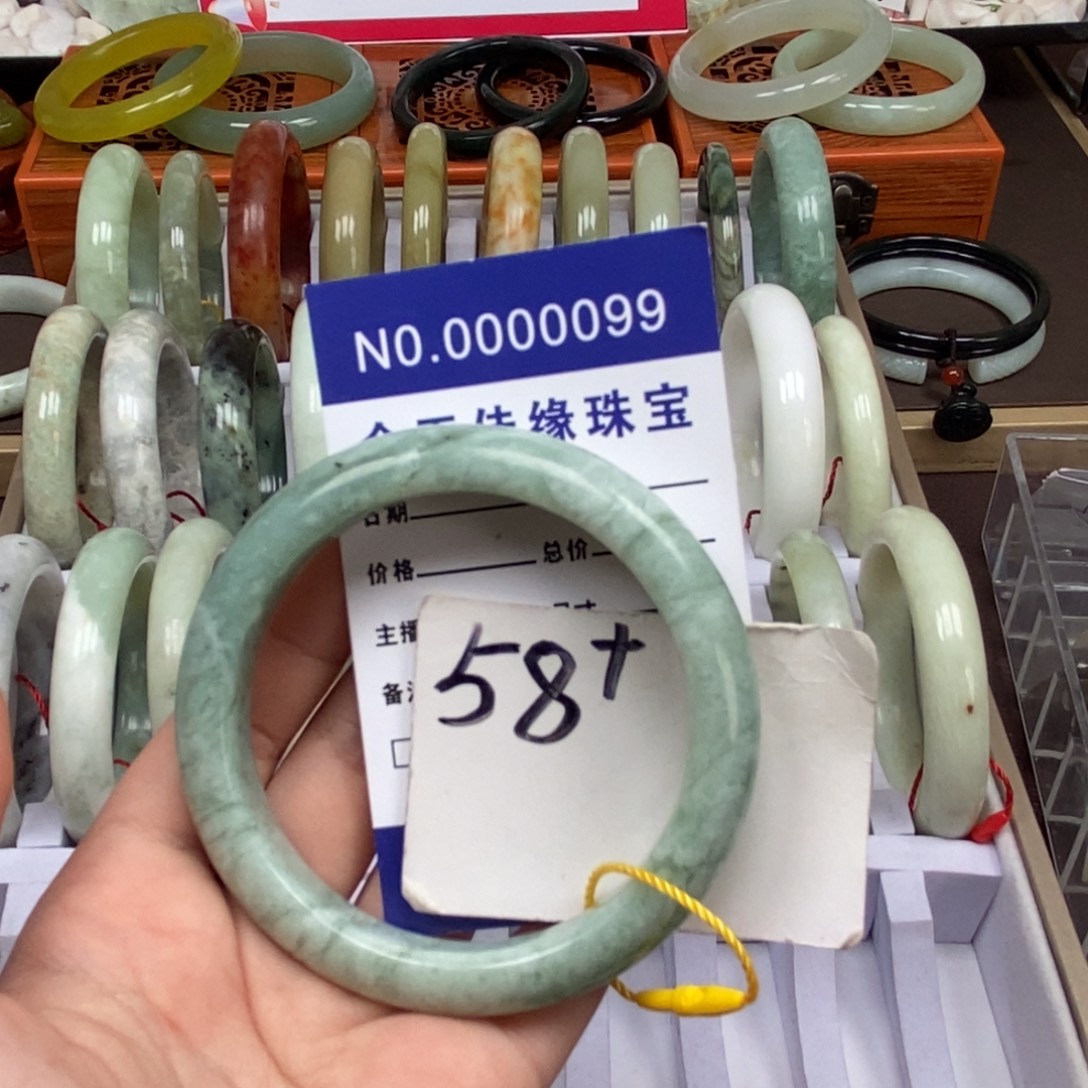 N0.0000099
缘珠宝
日期
价格 总价
主播
58+